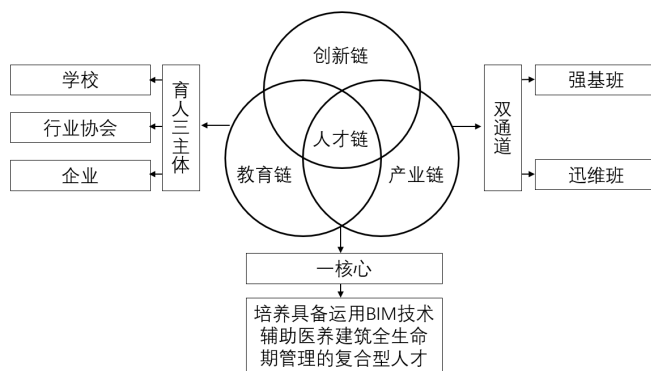 创新链
人才链
教育链
产业链
育人三主体
学校
行业协会
企业
双通道
强基班
迅维班
一核心
培养具备运用BIM技术
辅助医养建筑全生命
期管理的复合型人才